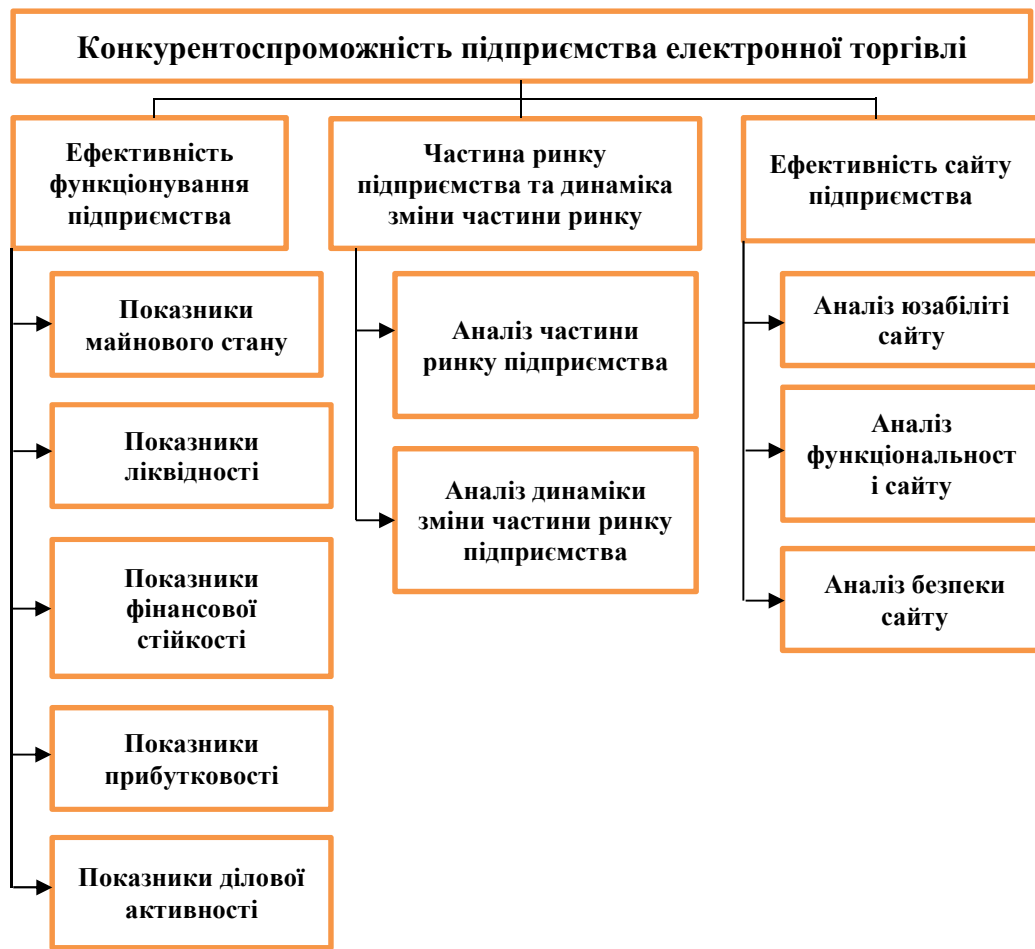 Конкурентоспроможність підприємства електронної торгівлі
Ефективність
функціонування
підприємства
Частина ринку
підприємства та динаміка
зміни частини ринку
Ефективність сайту
підприємства
Показники
майнового стану
Показники
ліквідності
Показники
фінансової
стійкості
Показники
прибутковості
Показники ділової
активності
Аналіз частини
ринку підприємства
Аналіз динаміки
зміни частини ринку
підприємства
Аналіз юзабіліті
сайту
Аналіз
функціональност
і сайту
Аналіз безпеки
сайту